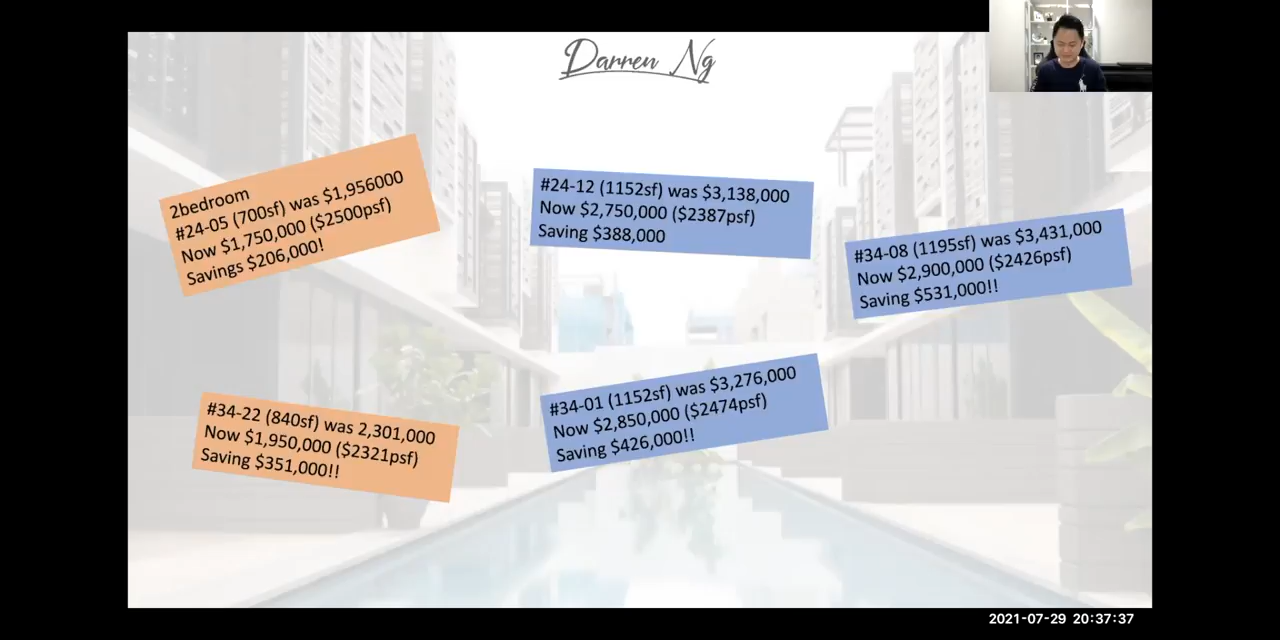 Darren Ng
2bedroom
#24-05 (700sf) was $1,956000
Now $1,750,000 ($2500psf)
Savings $206,000!
#24-12 (1152sf) was $3,138,000
Now $2,750,000 ($2387psf)
Saving $388,000
#34-08 (1195sf) was $3,431,000
Now $2,900,000 ($2426psf)
Saving $531,000!!
#34-22 (840sf) was 2,301,000
Now $1,950,000 ($2321psf)
Saving $351,000!!
#34-01 (1152sf) was $3,276,000
Now $2,850,000 ($2474psf)
Saving $426,000!!
2021-07-29 20:37:37